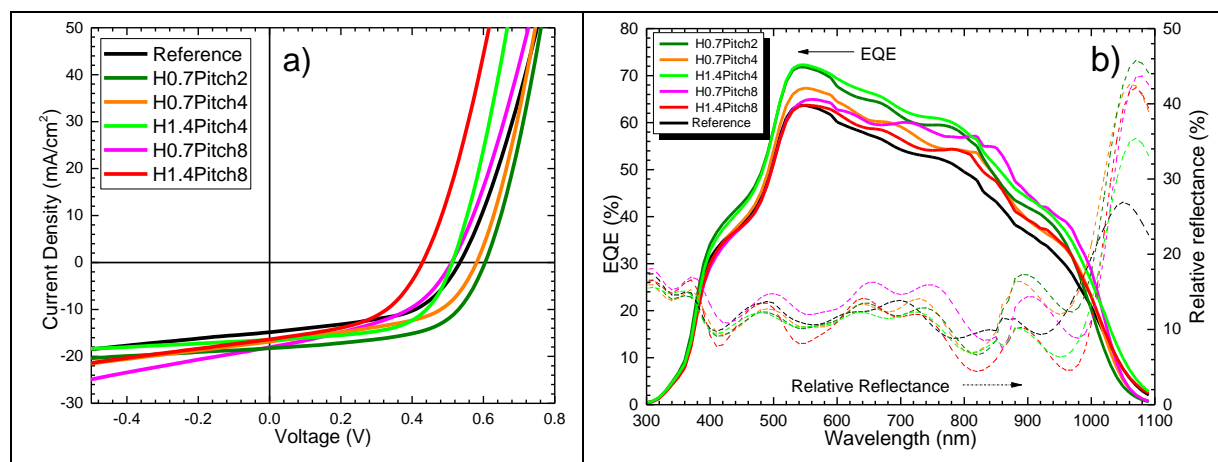 a)
Reference
H0.7Pitch2
H0.7Pitch4
H1.4Pitch4
H0.7Pitch8
H1.4Pitch8
Current Density (mA/cm²)
50
40
30
20
10
0
-10
-20
-30
-0.4 -0.2 0.0 0.2 0.4 0.6 0.8
Voltage (V)
b)
H0.7Pitch2
H0.7Pitch4
H1.4Pitch4
H0.7Pitch8
H1.4Pitch8
Reference
EQE
Relative Reflectance
EQE (%)
80
70
60
50
40
30
20
10
0
Relative reflectance (%)
50
40
30
20
10
0
300 400 500 600 700 800 900 1000 1100
Wavelength (nm)